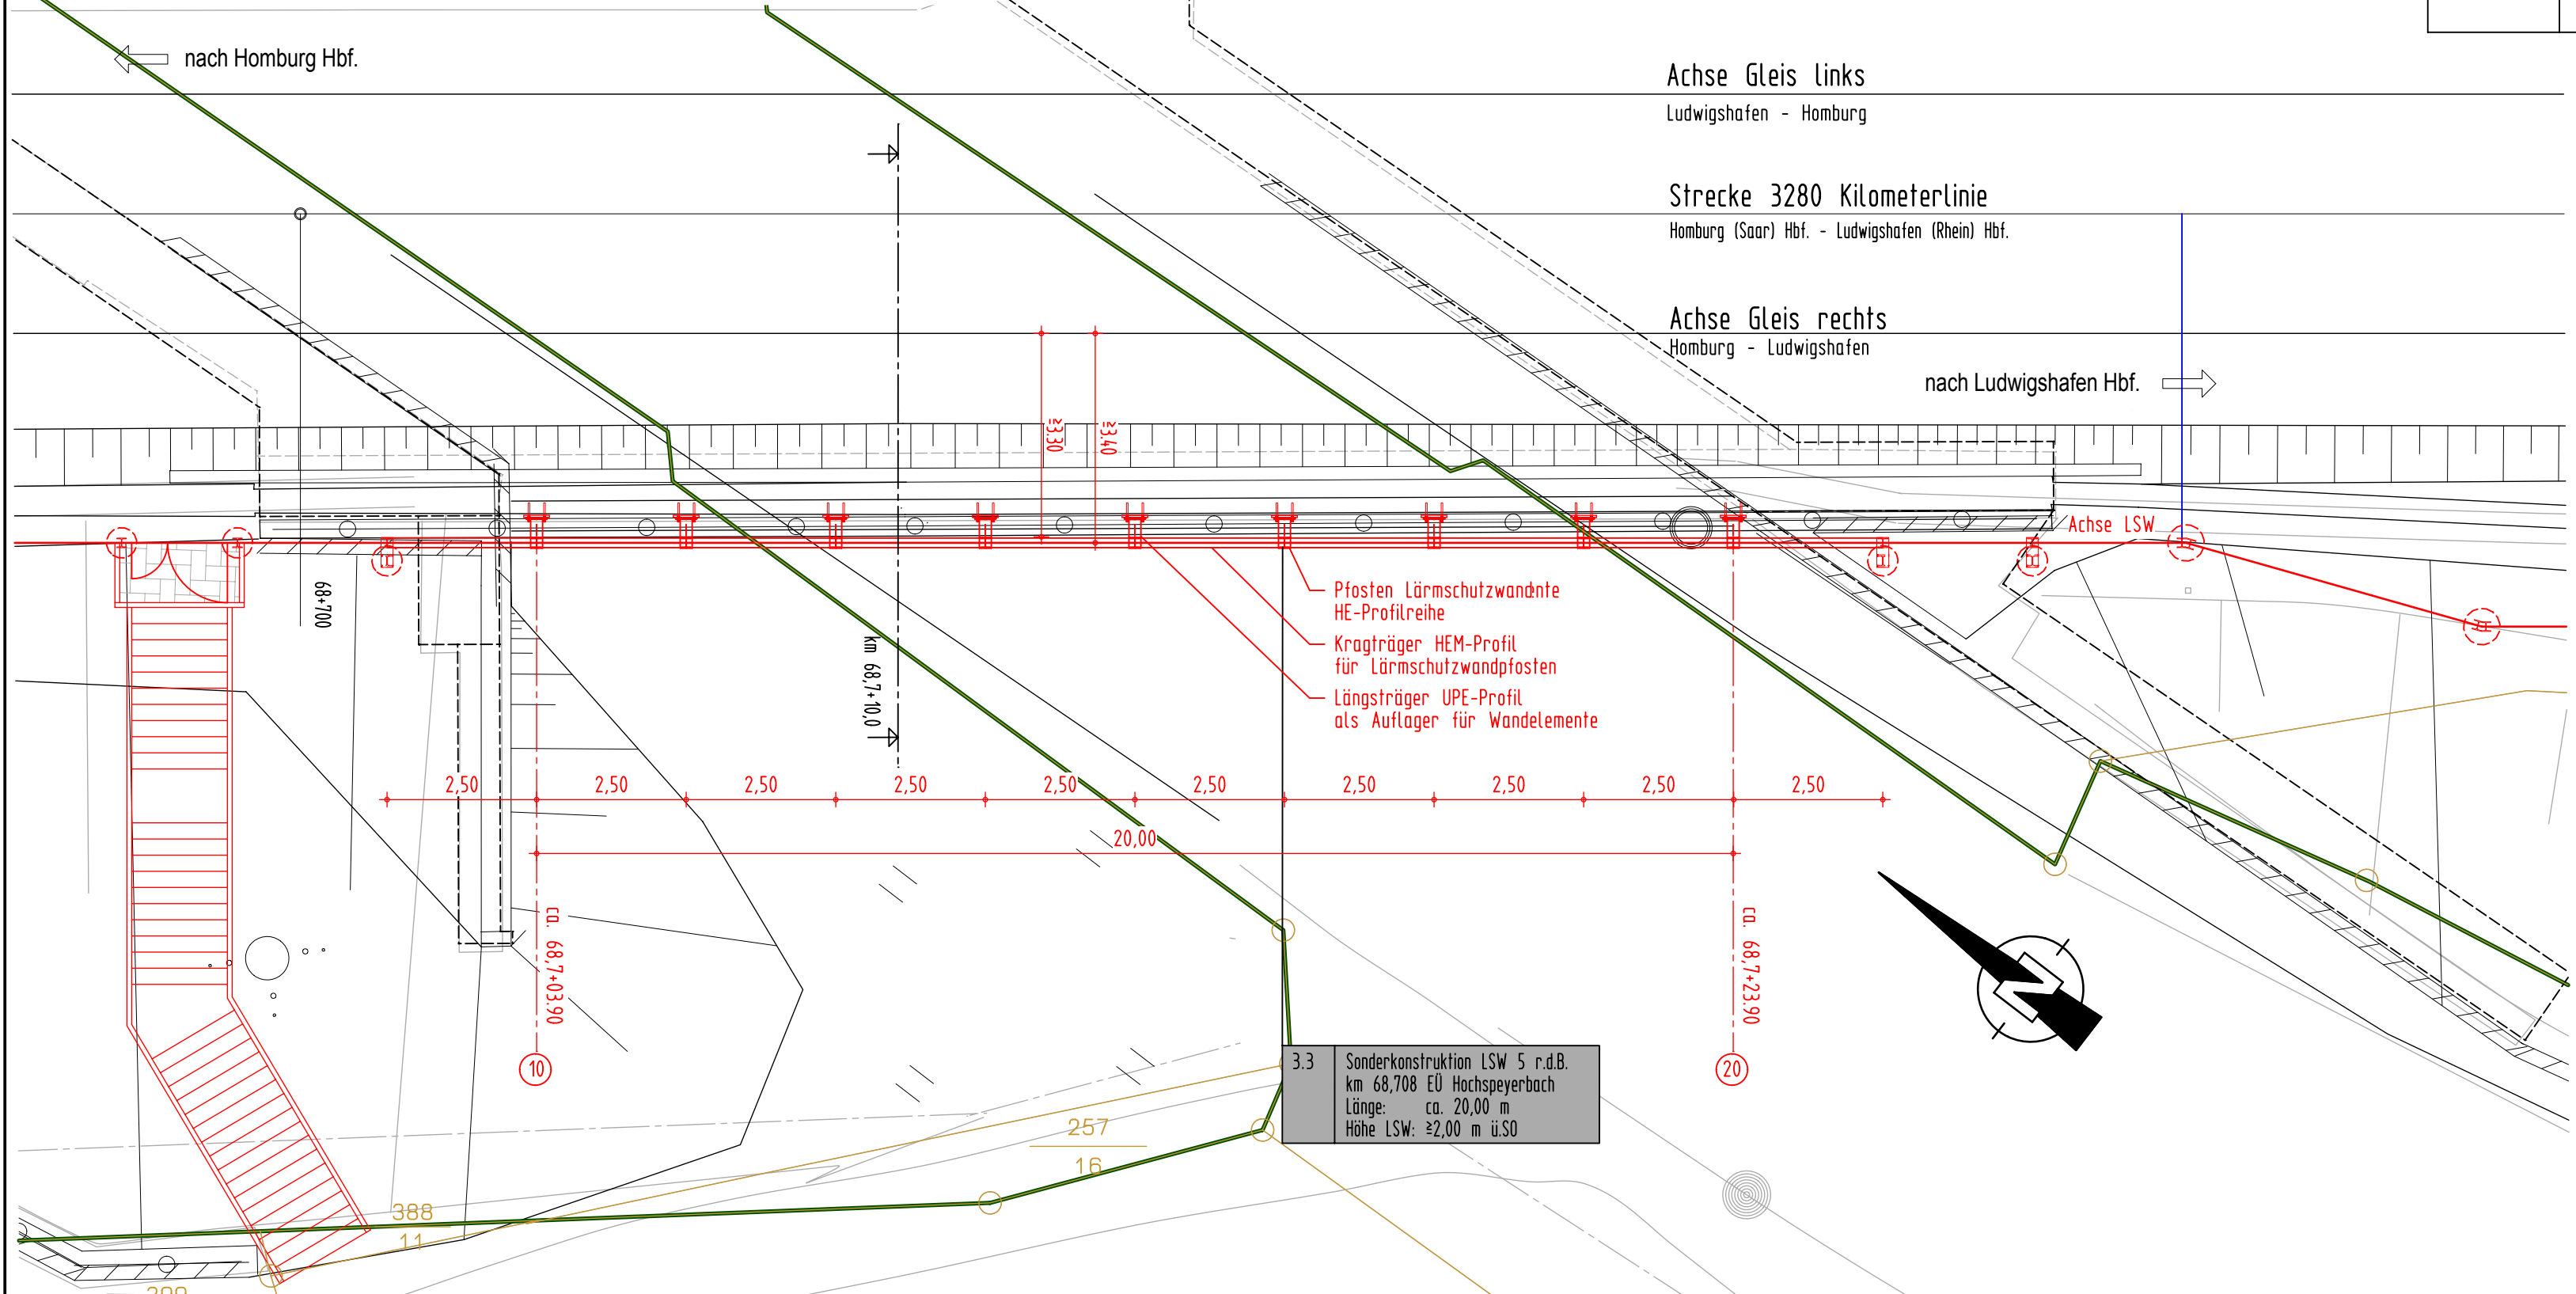 nach Homburg Hbf.
Achse Gleis links
Ludwigshafen - Homburg
Strecke 3280 Kilometerlinie
Homburg (Saar) Hbf. - Ludwigshafen (Rhein) Hbf.
Achse Gleis rechts
Homburg - Ludwigshafen
nach Ludwigshafen Hbf.
≥3.30
≥3.40
Achse LSW
68+700
km 68,7+10,0
Pfosten Lärmschutzwandnte
HE-Profilreihe
Kragträger HEM-Profil
für Lärmschutzwandpfosten
Längsträger UPE-Profil
als Auflager für Wandelemente
2,50
2,50
2,50
2,50
2,50
2,50
2,50
2,50
2,50
2,50
20,00
ca. 68,7+03.90
ca. 68,7+23.90
N
10
20
3.3
Sonderkonstruktion LSW 5 r.d.B.
km 68,708 EÜ Hochspeyerbach
Länge: ca. 20,00 m
Höhe LSW: ≥2,00 m ü.SO
257
16
388
11